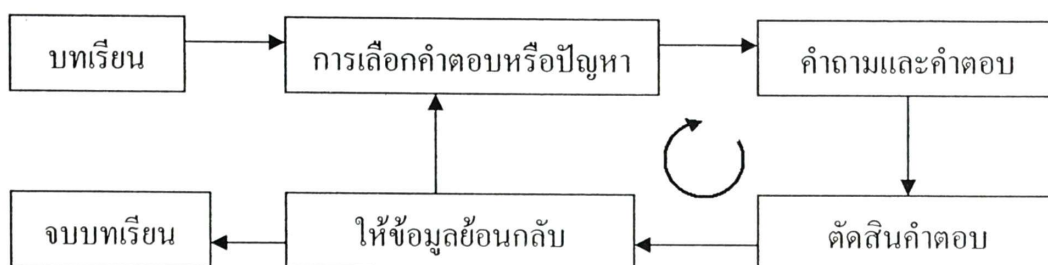 บทเรียน
การเลือกคำตอบหรือปัญหา
คำถามและคำตอบ
จบบทเรียน
ให้ข้อมูลย้อนกลับ
ตัดสินคำตอบ